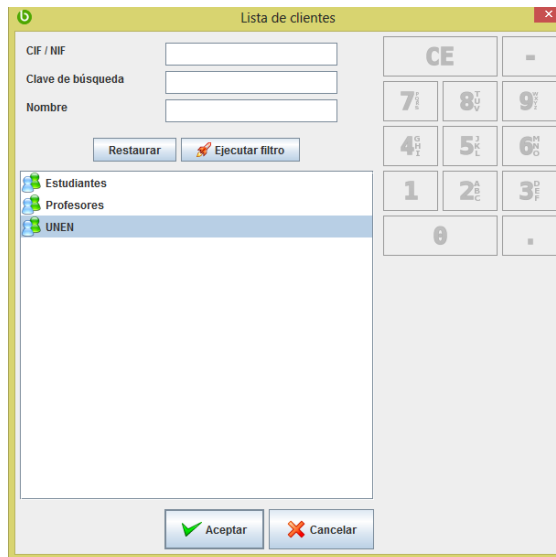 Lista de clientes
CIF / NIF
Clave de búsqueda
Nombre
Restaurar
Ejecutar filtro
Estudiantes
Profesores
UNEN
Aceptar
Cancelar
CE
-
7
8 T U V
9
4 G H I
5 J K L
6 M N O
1
2 A B C
3 D E F
0
.